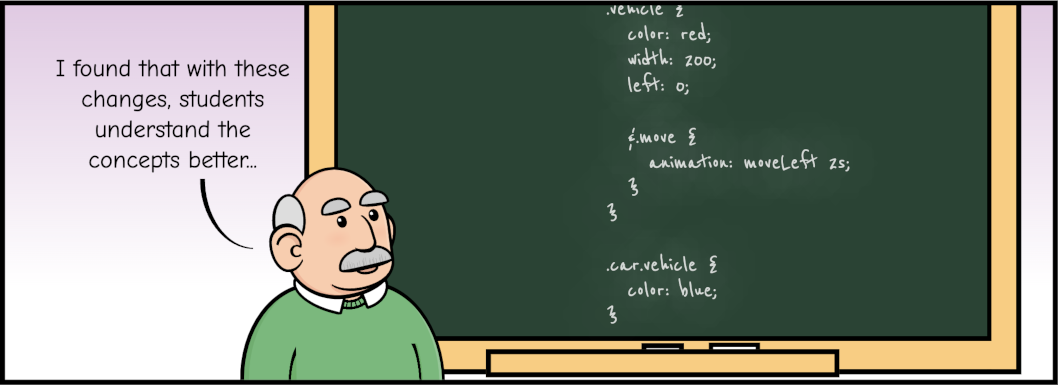 I found that with these
changes, students
understand the
concepts better...
.vehicle {
color: red;
width: 200;
left: 0;
&.move {
animation: moveLeft 2s;
}
}
.car.vehicle {
color: blue;
}